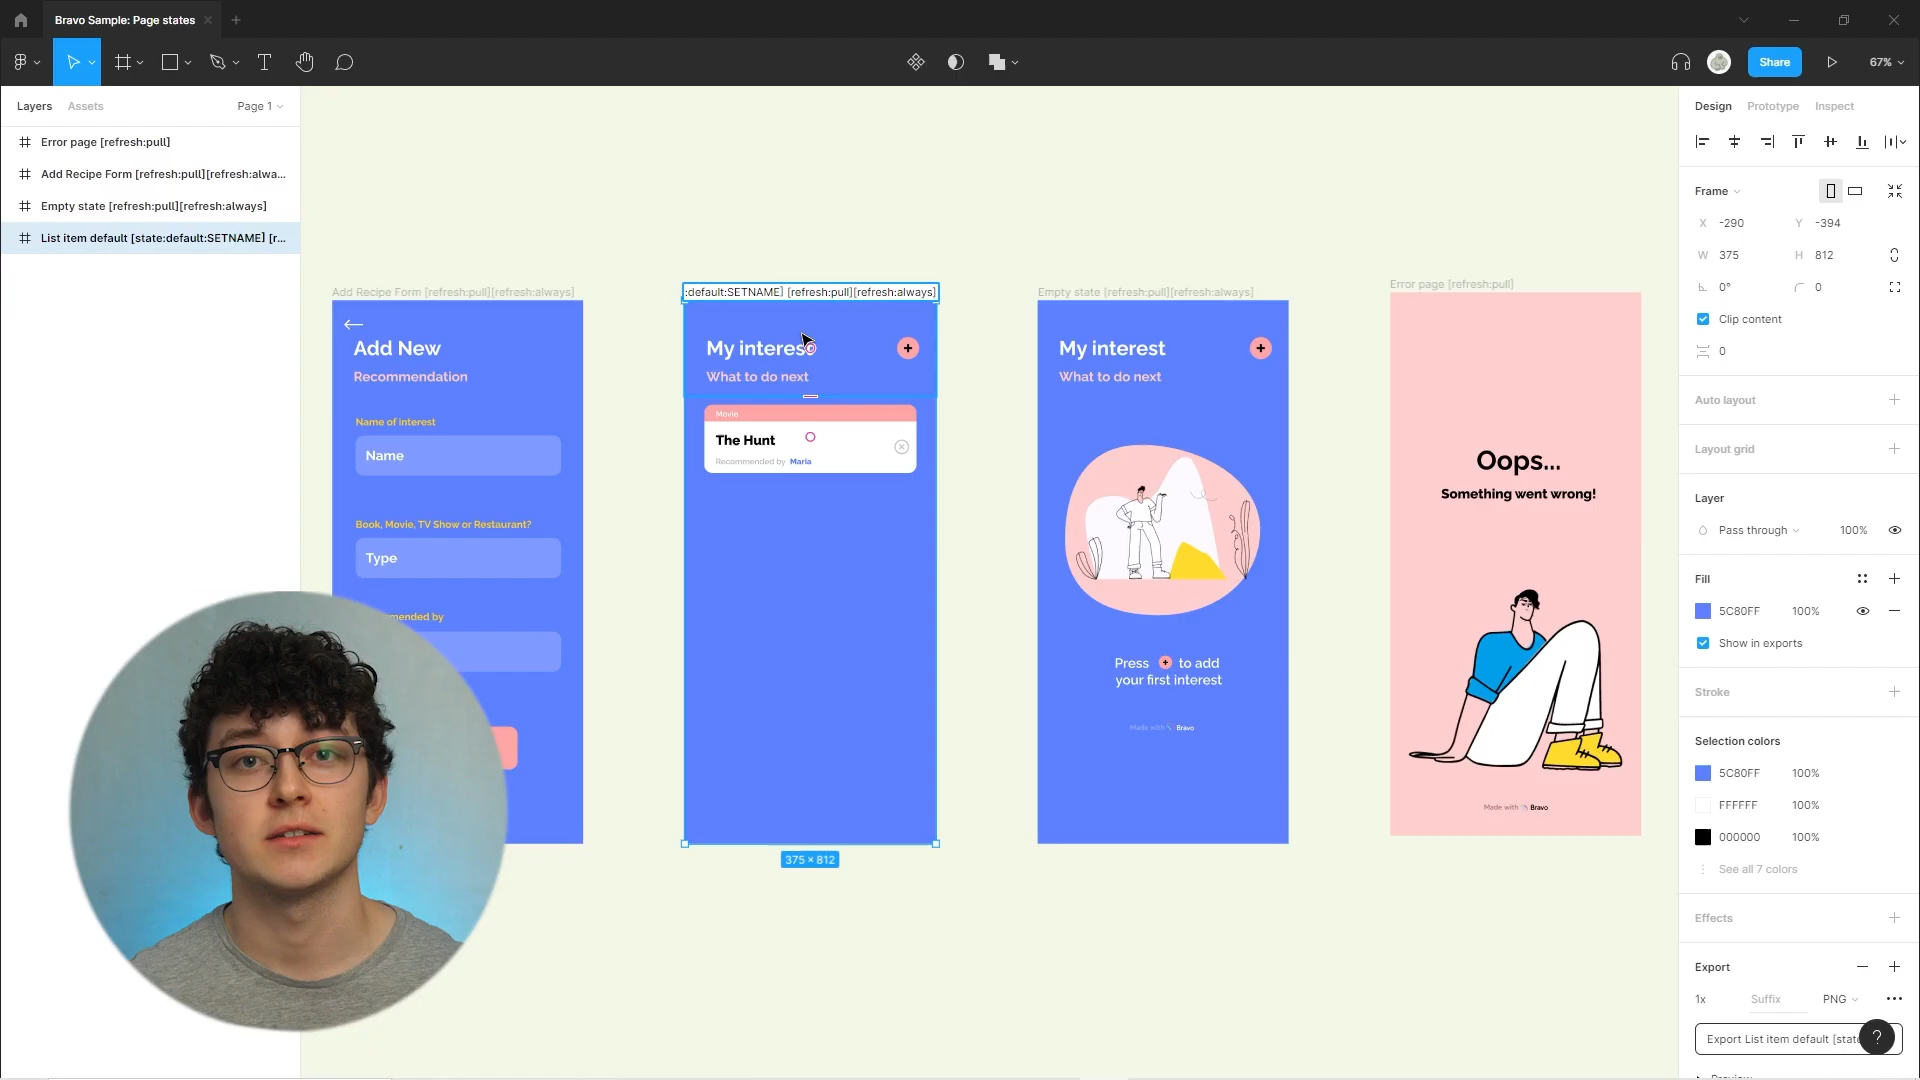 Bravo Sample: Page states
Share
67%
Layers
Assets
Page 1
Error page [refresh:pull]
Add Recipe Form [refresh:pull][refresh:alwa...
Empty state [refresh:pull][refresh:always]
List item default [state:default:SETNAME] [r...
Add Recipe Form [refresh:pull][refresh:always]
Add New
Recommendation
Name of interest
Name
Book, Movie, TV Show or Restaurant?
Type
mended by
:default:SETNAME] [refresh:pull][refresh:always]
My interest
What to do next
Movie
The Hunt
Recommended by Maria
375 × 812
Empty state [refresh:pull][refresh:always]
My interest
What to do next
Press + to add
your first interest
Made with Bravo
Error page [refresh:pull]
Oops...
Something went wrong!
Made with Bravo
Design
Prototype
Inspect
Frame
X -290 Y -394
W 375 H 812
0° 0
Clip content
0
Auto layout
Layout grid
Layer
Pass through 100%
Fill
5C80FF 100%
Show in exports
Stroke
Selection colors
5C80FF 100%
FFFFFF 100%
000000 100%
See all 7 colors
Effects
Export
1x Suffix PNG
Export List item default [stat
?